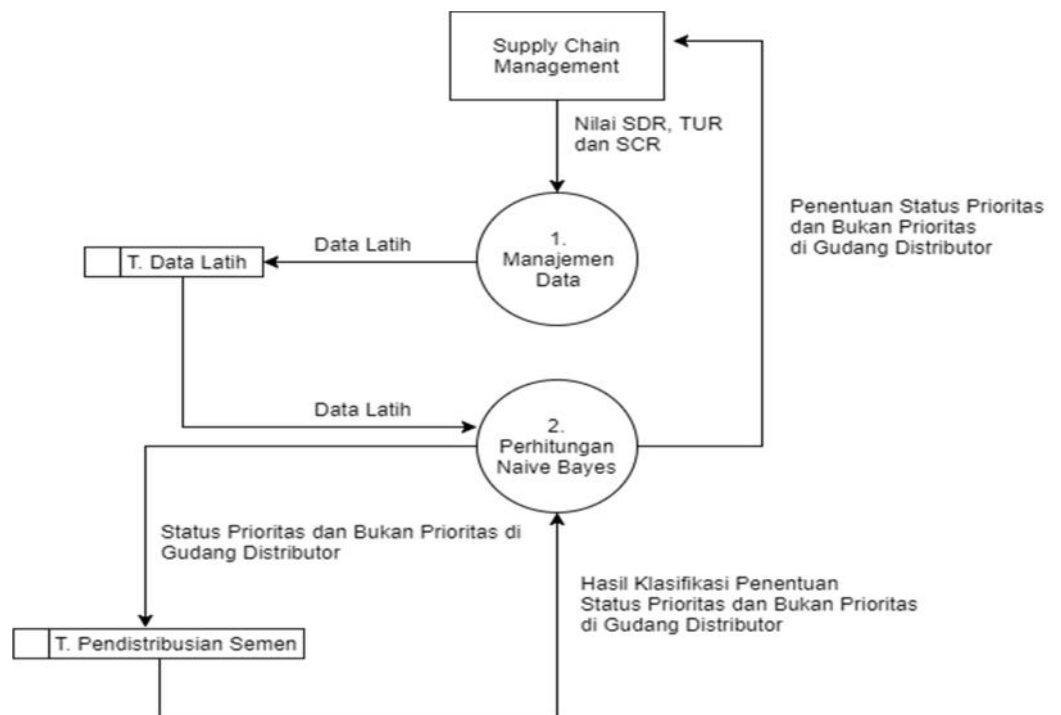 Supply Chain
Management
Nilai SDR, TUR
dan SCR
Penentuan Status Prioritas
dan Bukan Prioritas
di Gudang Distributor
1.
Manajemen
Data
Data Latih
T. Data Latih
Data Latih
2.
Perhitungan
Naive Bayes
Status Prioritas dan Bukan Prioritas di
Gudang Distributor
Hasil Klasifikasi Penentuan
Status Prioritas dan Bukan Prioritas
di Gudang Distributor
T. Pendistribusian Semen